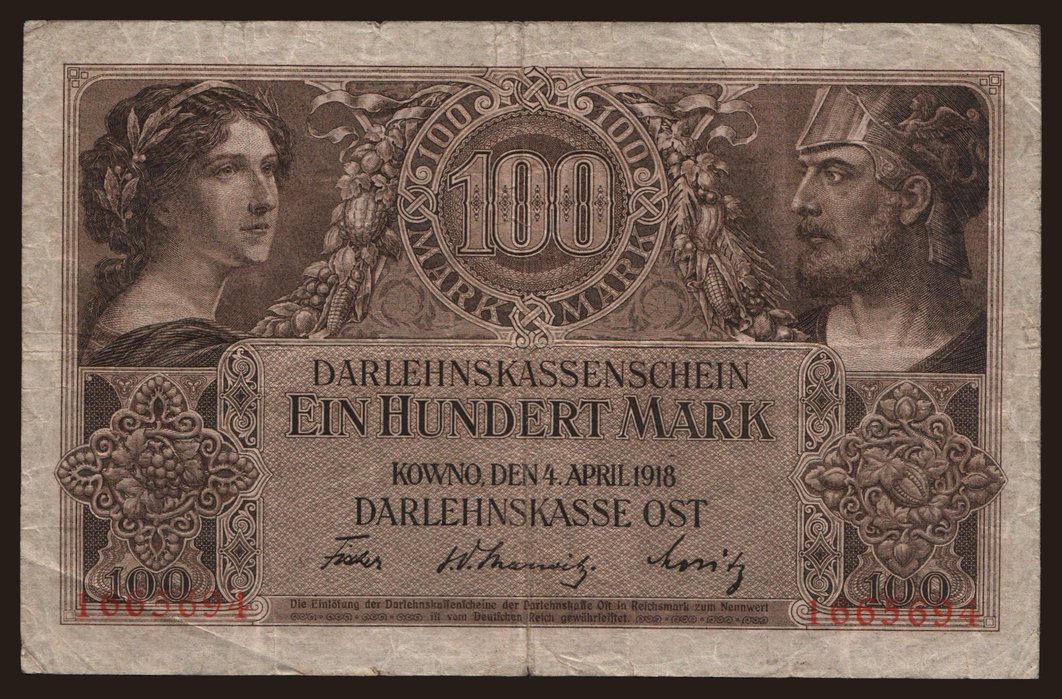 100 100
100
MARK MARK
DARLEHNSKASSENSCHEIN
EIN HUNDERT MARK
KOWNO, DEN 4. APRIL 1918
DARLEHNSKASSE OST
100 100
1665694 1665694
Die Einlösung der Darlehnskassenscheine der Darlehnskasse Ost in Reichsmark zum Nennwert
ist vom Deutschen Reich gewährleistet.